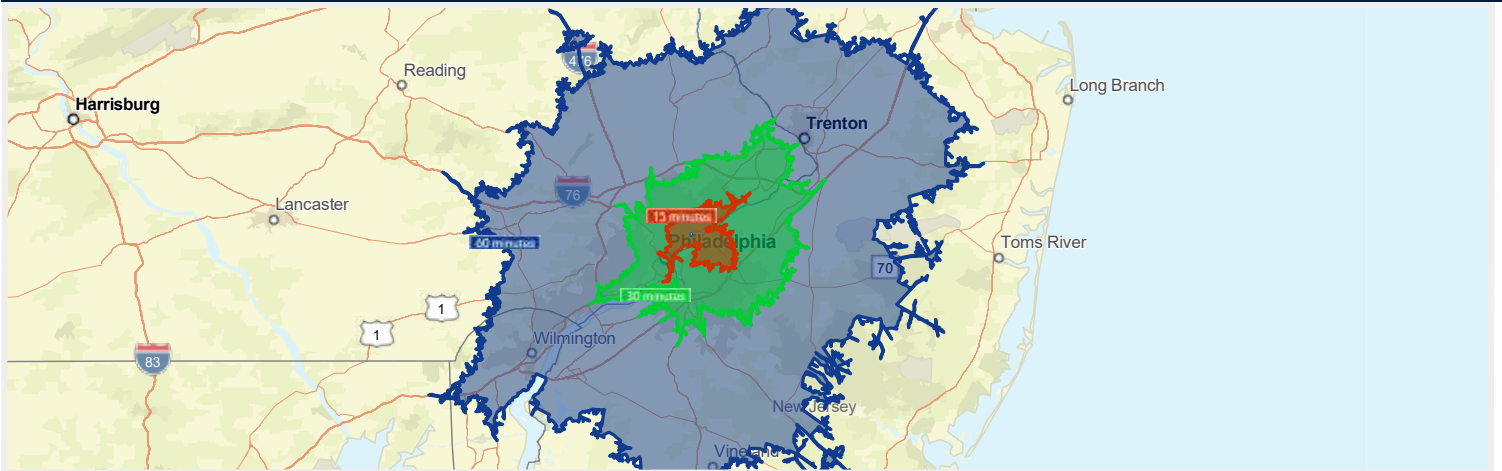 476
Reading
Long Branch
Harrisburg
Trenton
76
Lancaster
15 minutes
Philadelphia
60 minutes
Toms River
70
30 minutes
1
1
Wilmington
83
New Jersey
Vineland